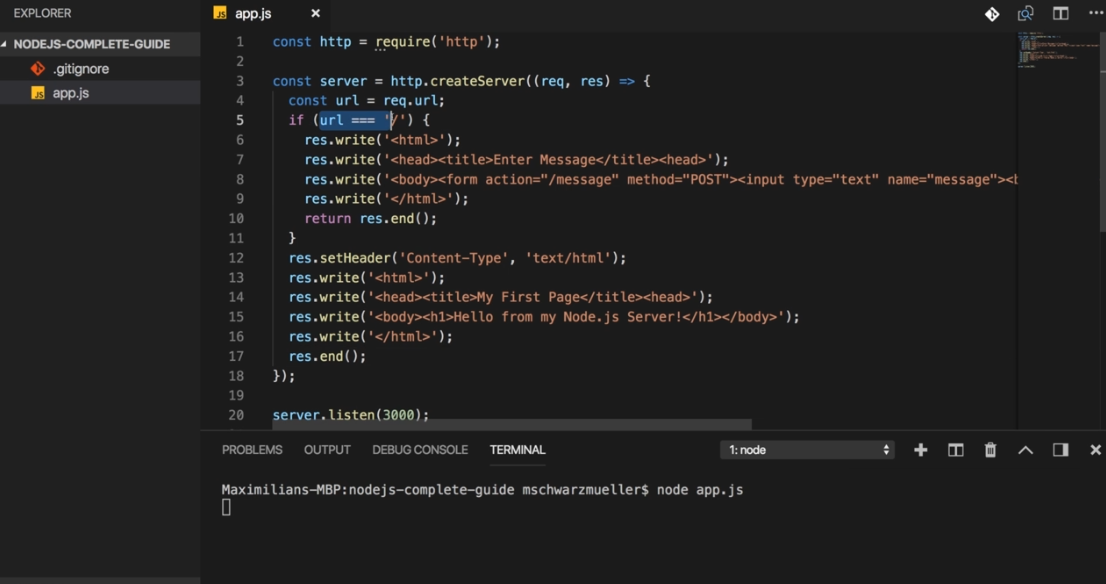 EXPLORER
NODEJS-COMPLETE-GUIDE
.gitignore
JS app.js
JS app.js ×
1 const http = require('http');
2
3 const server = http.createServer((req, res) => {
4 const url = req.url;
5 if (url === '/') {
6 res.write('<html>');
7 res.write('<head><title>Enter Message</title><head>');
8 res.write('<body><form action="/message" method="POST"><input type="text" name="message"><b
9 res.write('</html>');
10 return res.end();
11 }
12 res.setHeader('Content-Type', 'text/html');
13 res.write('<html>');
14 res.write('<head><title>My First Page</title><head>');
15 res.write('<body><h1>Hello from my Node.js Server!</h1></body>');
16 res.write('</html>');
17 res.end();
18 });
19
20 server.listen(3000);
PROBLEMS OUTPUT DEBUG CONSOLE TERMINAL 1: node
Maximilians-MBP:nodejs-complete-guide mschwarzmueller$ node app.js